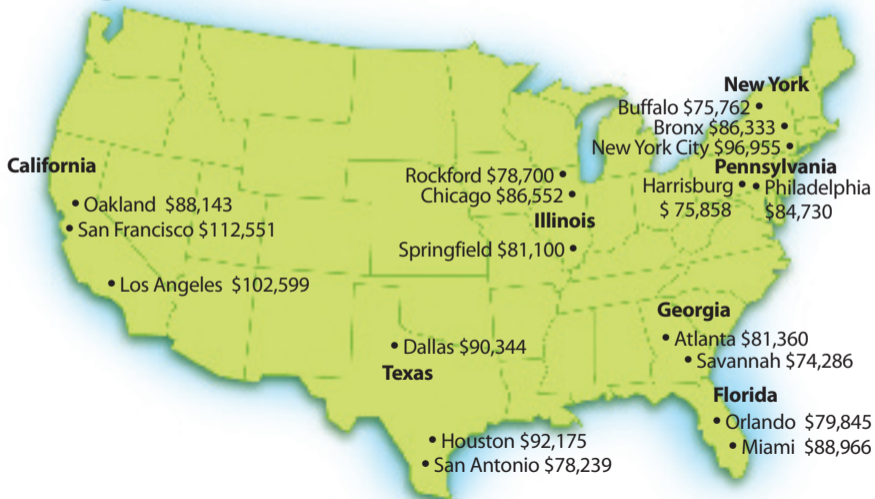 New York
Buffalo $75,762
Bronx $86,333
New York City $96,955
Pennsylvania
Harrisburg
$ 75,858
Philadelphia
$84,730
California
Oakland $88,143
San Francisco $112,551
Los Angeles $102,599
Rockford $78,700
Chicago $86,552
Illinois
Springfield $81,100
Georgia
Atlanta $81,360
Savannah $74,286
Dallas $90,344
Texas
Houston $92,175
San Antonio $78,239
Florida
Orlando $79,845
Miami $88,966